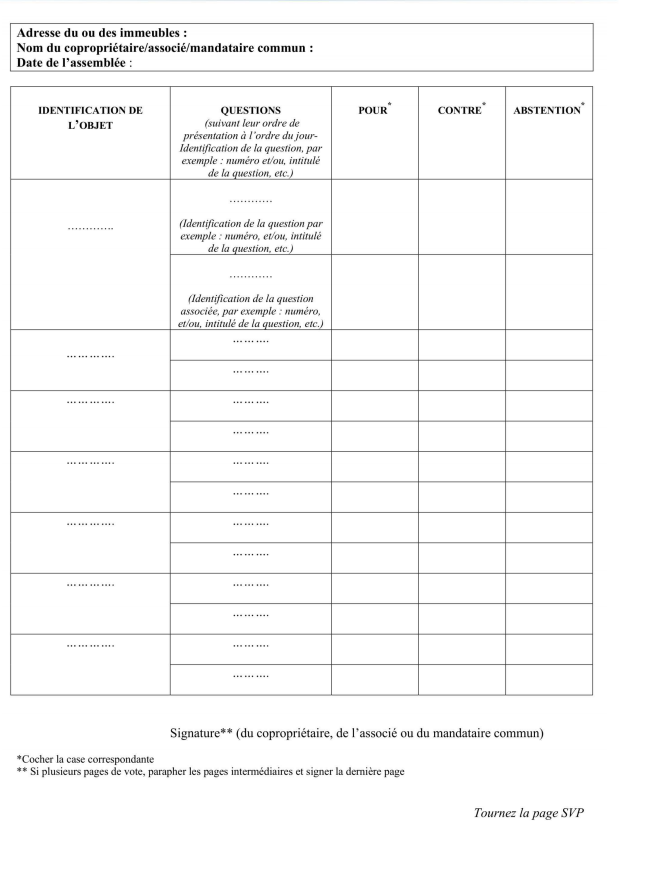 Adresse du ou des immeubles :
Nom du copropriétaire/associé/mandataire commun :
Date de l’assemblée :
IDENTIFICATION DE
L’OBJET
QUESTIONS
(suivant leur ordre de
présentation à l’ordre du jour-
Identification de la question, par
exemple : numéro et/ou, intitulé
de la question, etc.)
POUR*
CONTRE*
ABSTENTION*
………….
…………
(Identification de la question par
exemple : numéro, et/ou, intitulé
de la question, etc.)
…………
(Identification de la question
associée, par exemple : numéro,
et/ou, intitulé de la question, etc.)
………….
……….
……….
………….
……….
……….
………….
……….
……….
………….
……….
……….
………….
……….
……….
………….
……….
……….
Signature** (du copropriétaire, de l’associé ou du mandataire commun)
*Cocher la case correspondante
** Si plusieurs pages de vote, parapher les pages intermédiaires et signer la dernière page
Tournez la page SVP